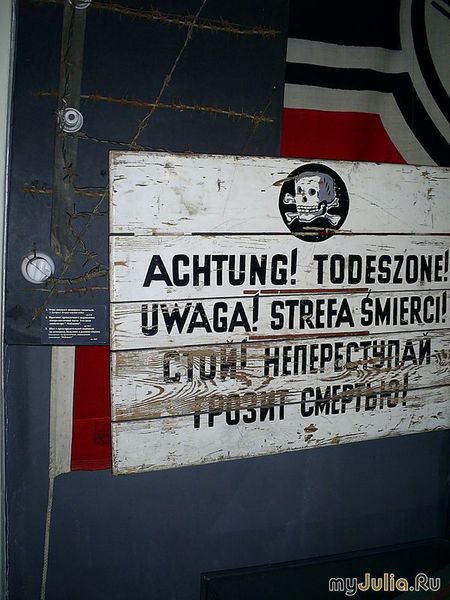 ACHTUNG! TODESZONE!
UWAGA! STREFA ŚMIERCI!
СТОЙ! НЕПЕРЕСТУПАЙ
ГРОЗИТ СМЕРТЬЮ!
myJulia.Ru